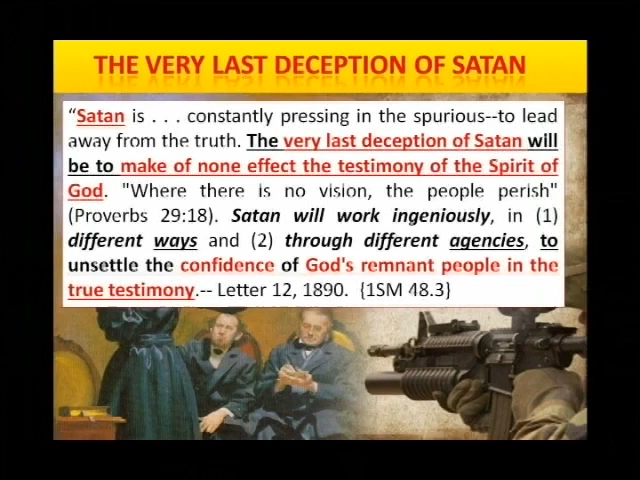 THE VERY LAST DECEPTION OF SATAN
“Satan is . . . constantly pressing in the spurious--to lead
away from the truth. The very last deception of Satan will
be to make of none effect the testimony of the Spirit of
God. "Where there is no vision, the people perish"
(Proverbs 29:18). Satan will work ingeniously, in (1)
different ways and (2) through different agencies, to
unsettle the confidence of God's remnant people in the
true testimony.-- Letter 12, 1890. {1SM 48.3}